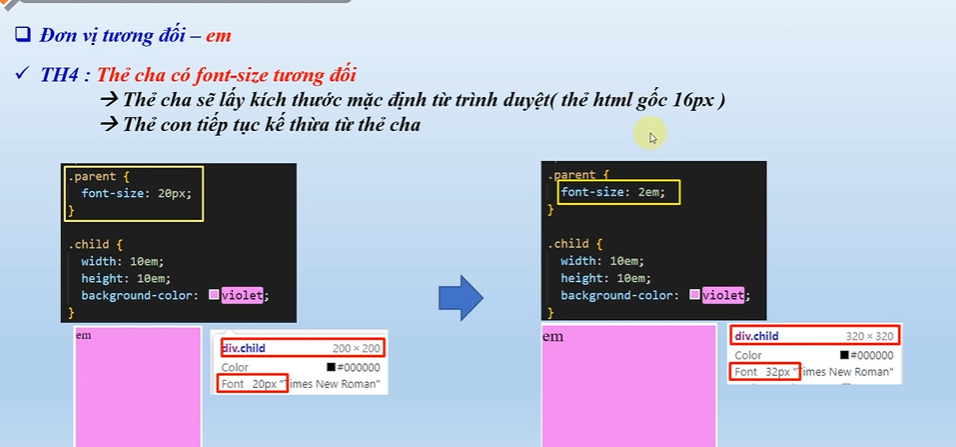 Đơn vị tương đối – em
TH4 : Thẻ cha có font-size tương đối
→ Thẻ cha sẽ lấy kích thước mặc định từ trình duyệt( thẻ html gốc 16px )
→ Thẻ con tiếp tục kế thừa từ thẻ cha
.parent {
font-size: 20px;
}
.child {
width: 10em;
height: 10em;
background-color: violet;
}
em
div.child 200 × 200
Color #000000
Font 20px "Times New Roman"
.parent {
font-size: 2em;
}
.child {
width: 10em;
height: 10em;
background-color: violet;
}
em
div.child 320 × 320
Color #000000
Font 32px "Times New Roman"